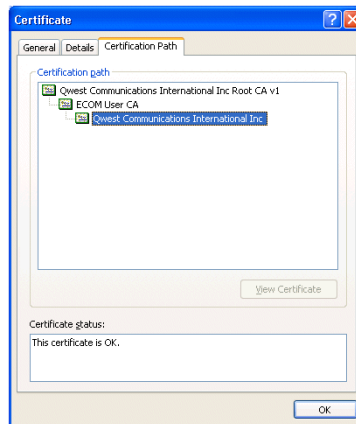 Certificate
General Details Certification Path
Certification path
Qwest Communications International Inc Root CA v1
ECOM User CA
Qwest Communications International Inc
View Certificate
Certificate status:
This certificate is OK.
OK